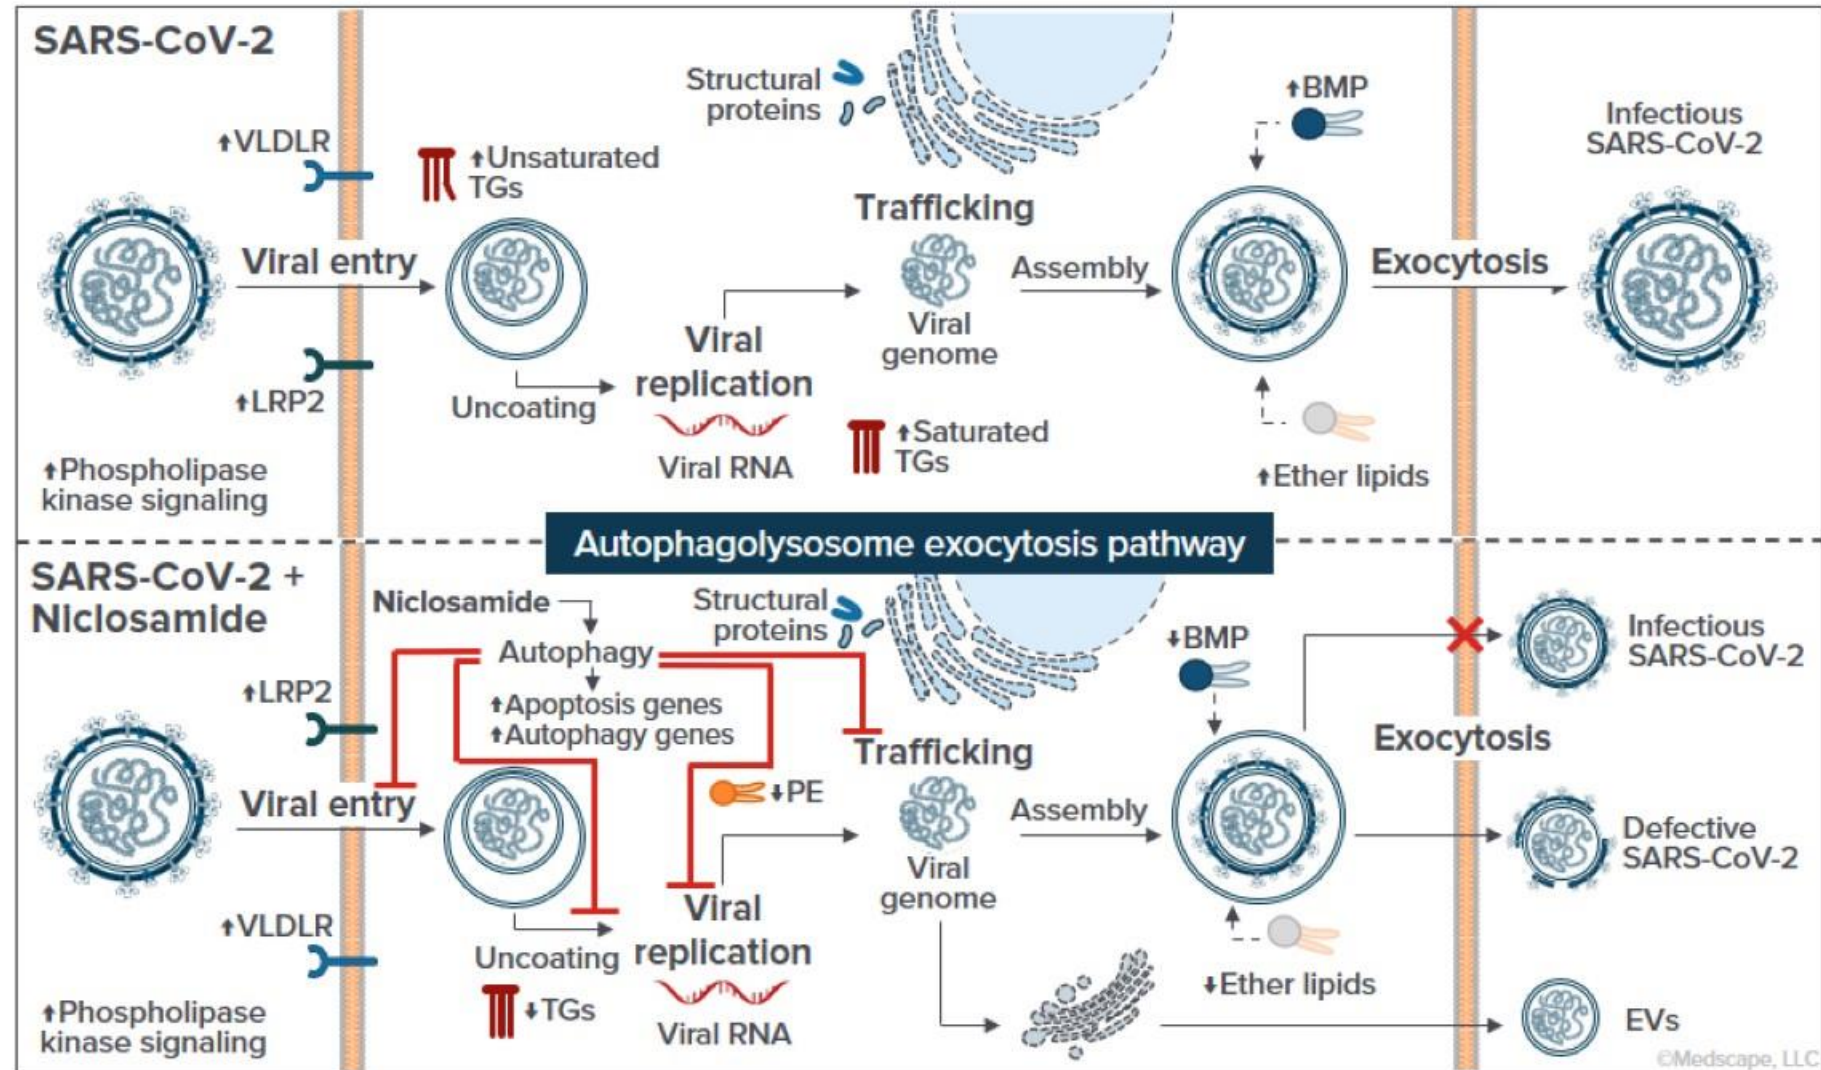 SARS-CoV-2
↑VLDLR
↑Unsaturated
TGs
Structural
proteins
↑BMP
Infectious
SARS-CoV-2
Viral entry
Trafficking
Assembly
Exocytosis
Viral
genome
Viral
replication
Uncoating
↑LRP2
Viral RNA
↑Saturated
TGs
↑Ether lipids
↑Phospholipase
kinase signaling
Autophagolysosome exocytosis pathway
SARS-CoV-2 +
Niclosamide
Niclosamide
Autophagy
↑Apoptosis genes
↑Autophagy genes
Structural
proteins
↓BMP
Infectious
SARS-CoV-2
↑LRP2
Viral entry
↓PE
Trafficking
Assembly
Exocytosis
Viral
genome
Defective
SARS-CoV-2
Viral
replication
Uncoating
↑VLDLR
↓TGs
Viral RNA
↓Ether lipids
EVs
↑Phospholipase
kinase signaling
©Medscape, LLC